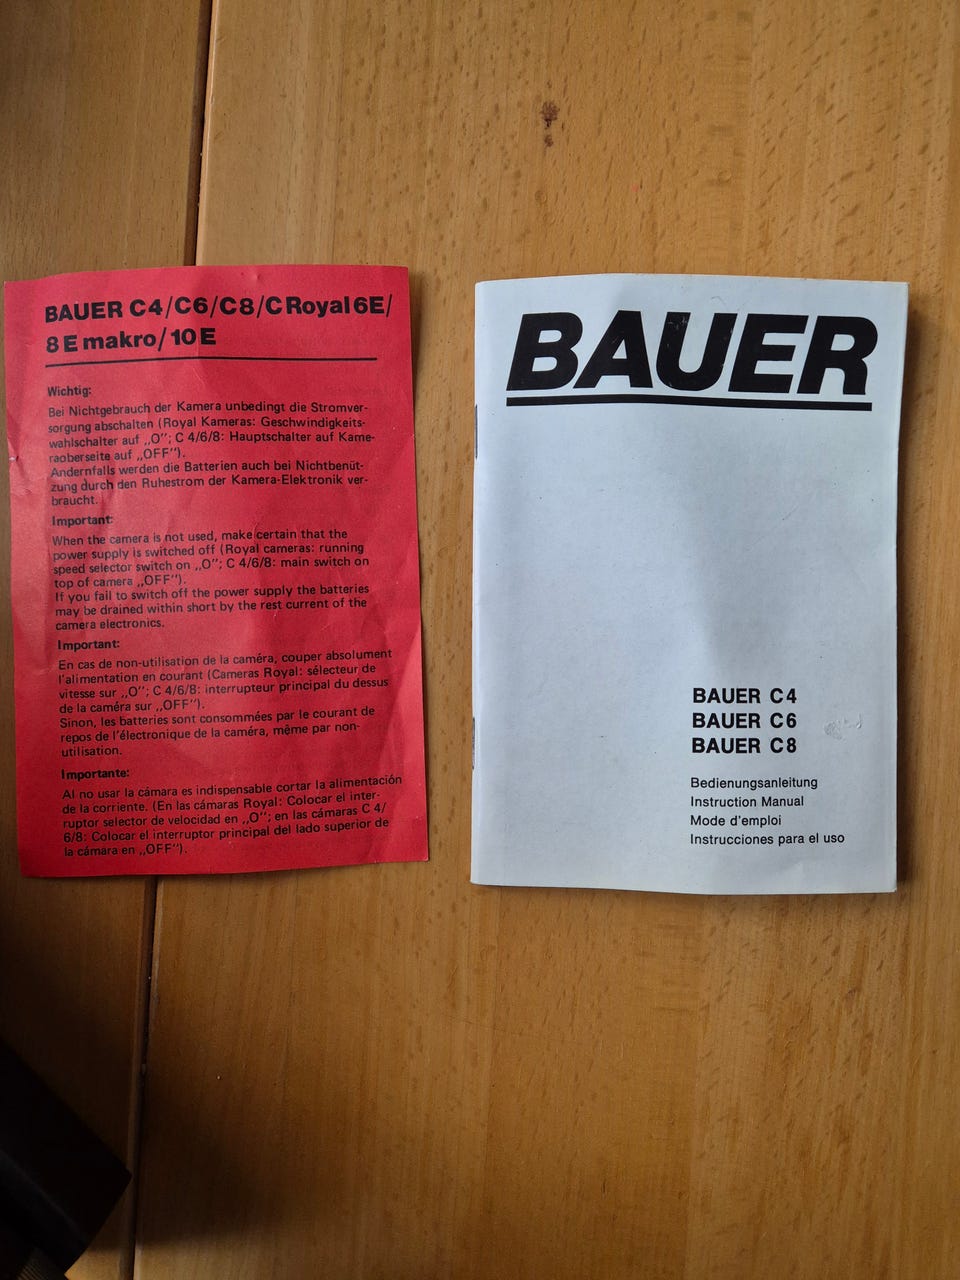 BAUER C4/C6/C8/C Royal 6E/
8 E makro/ 10 E
Wichtig:
Bei Nichtgebrauch der Kamera unbedingt die Stromver-
sorgung abschalten (Royal Kameras: Geschwindigkeits-
wahlschalter auf „O"; C 4/6/8: Hauptschalter auf Kame-
raoberseite auf „OFF").
Andernfalls werden die Batterien auch bei Nichtbenüt-
zung durch den Ruhestrom der Kamera-Elektronik ver-
braucht.
Important:
When the camera is not used, make certain that the
power supply is switched off (Royal cameras: running
speed selector switch on „O"; C 4/6/8: main switch on
top of camera „OFF").
If you fail to switch off the power supply the batteries
may be drained within short by the rest current of the
camera electronics.
Important:
En cas de non-utilisation de la caméra, couper absolument
l'alimentation en courant (Cameras Royal: sélecteur de
vitesse sur „O"; C 4/6/8: interrupteur principal du dessus
de la caméra sur „OFF").
Sinon, les batteries sont consommées par le courant de
repos de l'électronique de la caméra, même par non-
utilisation.
Importante:
Al no usar la cámara es indispensable cortar la alimentación
de la corriente. (En las cámaras Royal: Colocar el inter-
ruptor selector de velocidad en „O"; en las cámaras C 4/
6/8: Colocar el interruptor principal del lado superior de
la cámara en „OFF").
BAUER
BAUER C 4
BAUER C 6
BAUER C 8
Bedienungsanleitung
Instruction Manual
Mode d'emploi
Instrucciones para el uso